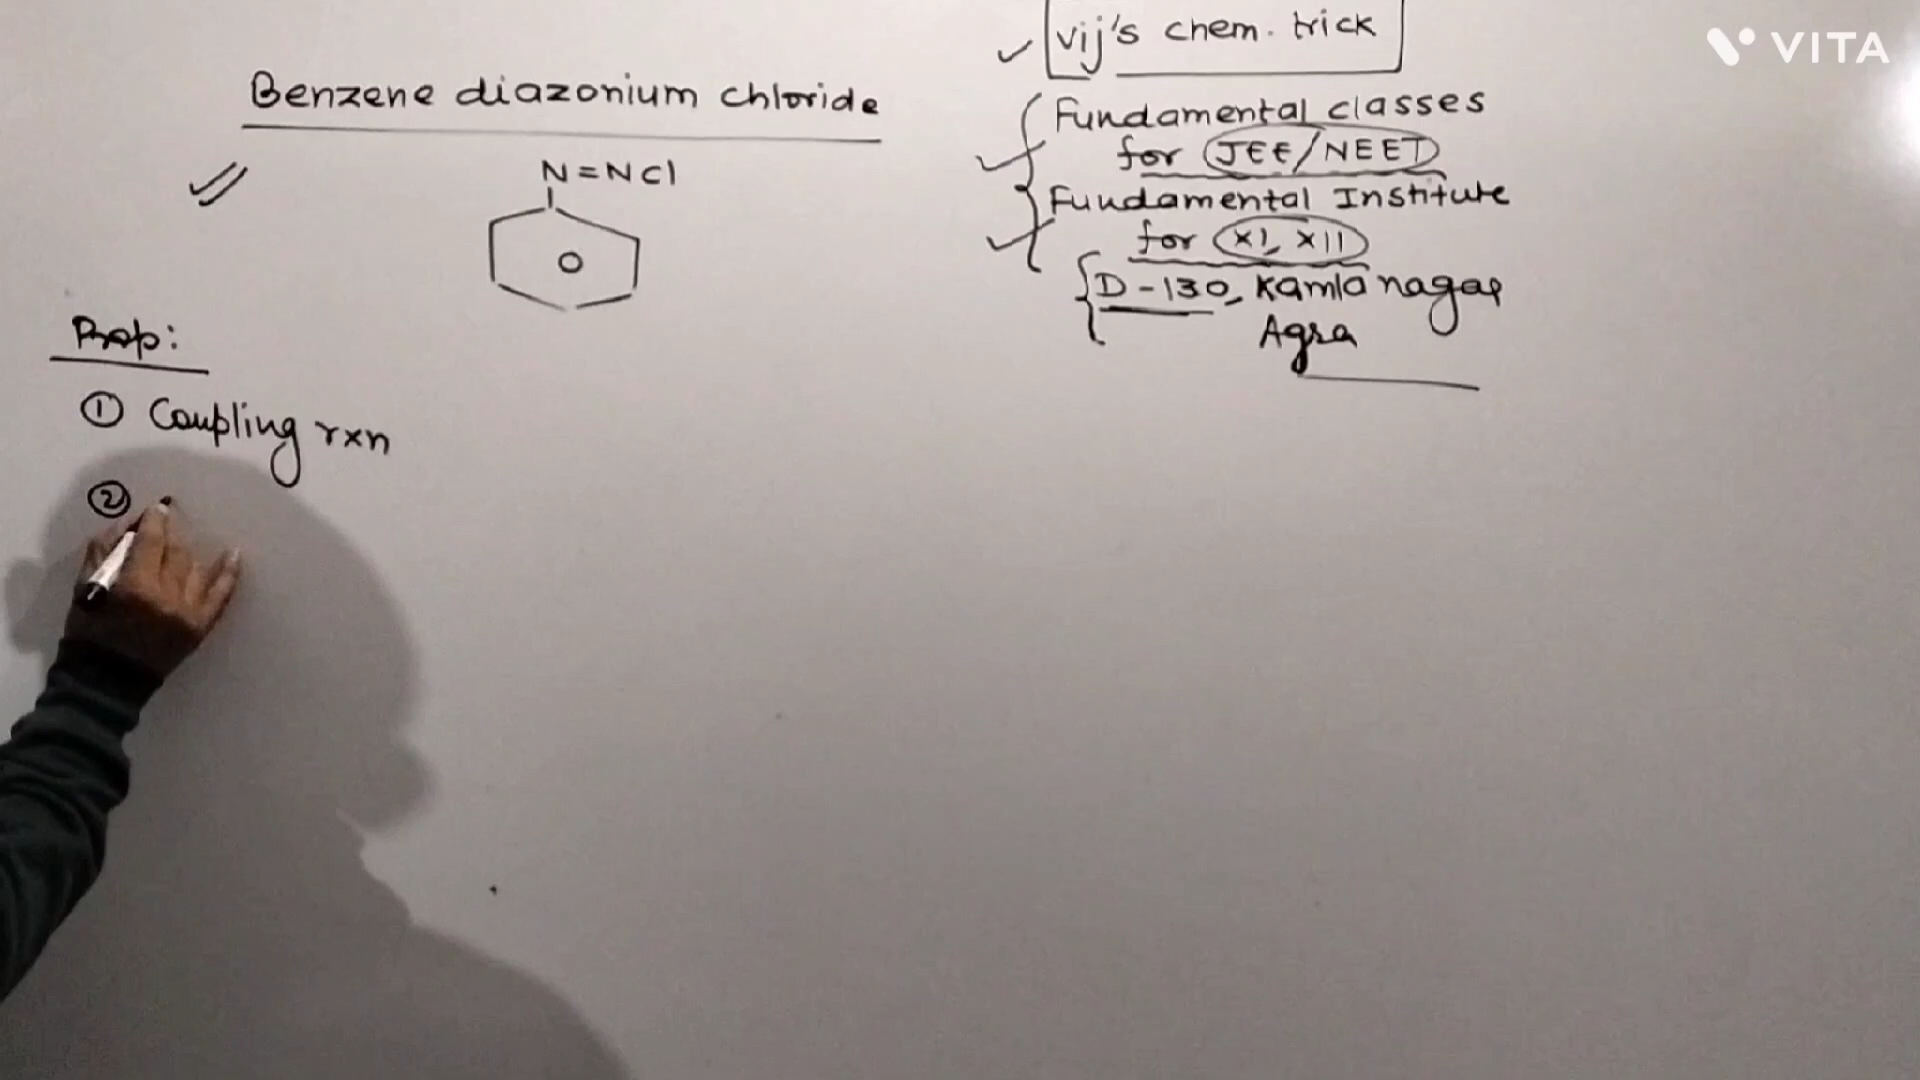 vij's chem. trick
VITA
Benzene diazonium chloride
Fundamental classes
for JEE/NEET
N=NCl
Fundamental Institute
for XI, XII
D-130, Kamla nagar
Agra
Prop:
① Coupling rxn
②